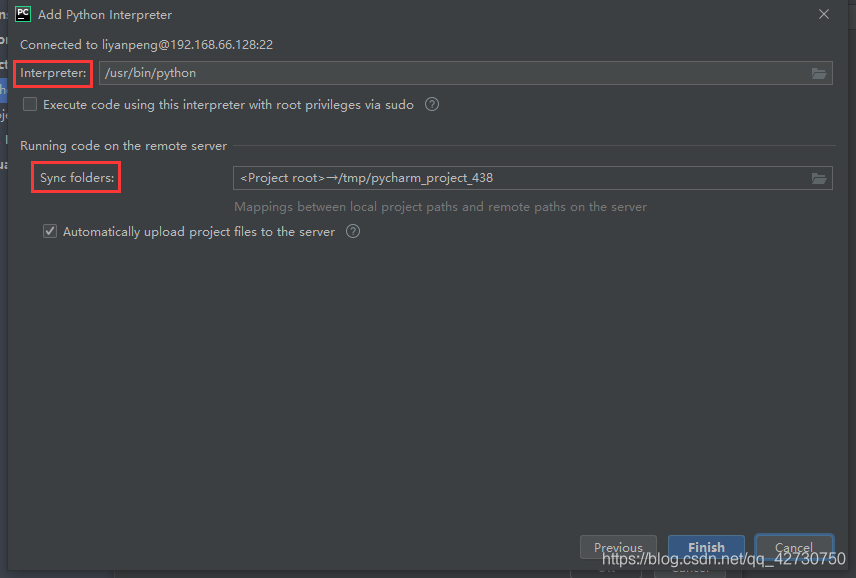 PC Add Python Interpreter
Connected to liyanpeng@192.168.66.128:22
Interpreter: /usr/bin/python
Execute code using this interpreter with root privileges via sudo ?
Running code on the remote server
Sync folders: <Project root>→/tmp/pycharm_project_438
Mappings between local project paths and remote paths on the server
Automatically upload project files to the server ?
Previous Finish Cancel
https://blog.csdn.net/qq_42730750